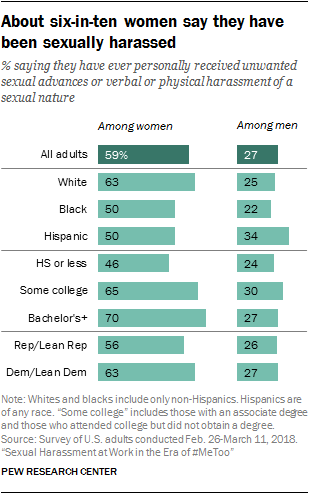 About six-in-ten women say they have
been sexually harassed
% saying they have ever personally received unwanted
sexual advances or verbal or physical harassment of a
sexual nature
Among women Among men
All adults 59% 27
White 63 25
Black 50 22
Hispanic 50 34
HS or less 46 24
Some college 65 30
Bachelor's+ 70 27
Rep/Lean Rep 56 26
Dem/Lean Dem 63 27
Note: Whites and blacks include only non-Hispanics. Hispanics are
of any race. “Some college” includes those with an associate degree
and those who attended college but did not obtain a degree.
Source: Survey of U.S. adults conducted Feb. 26-March 11, 2018.
“Sexual Harassment at Work in the Era of #MeToo”
PEW RESEARCH CENTER